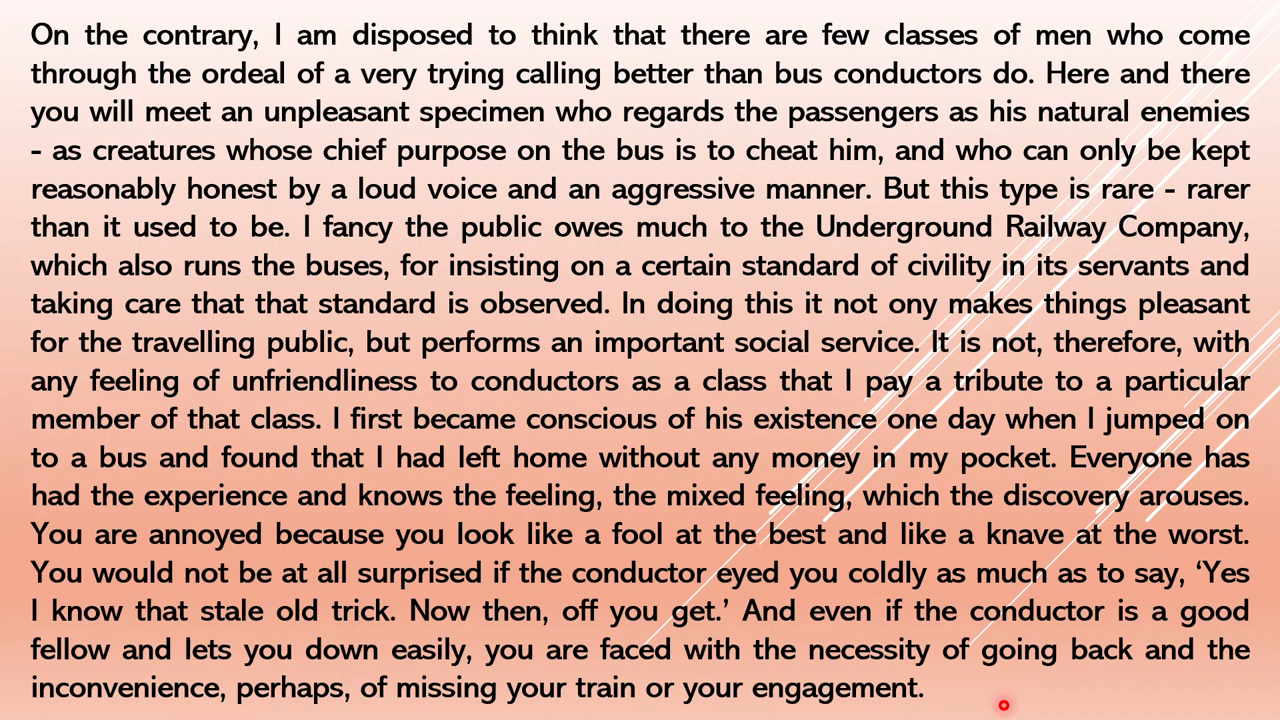 On the contrary, I am disposed to think that there are few classes of men who come
through the ordeal of a very trying calling better than bus conductors do. Here and there
you will meet an unpleasant specimen who regards the passengers as his natural enemies
- as creatures whose chief purpose on the bus is to cheat him, and who can only be kept
reasonably honest by a loud voice and an aggressive manner. But this type is rare - rarer
than it used to be. I fancy the public owes much to the Underground Railway Company,
which also runs the buses, for insisting on a certain standard of civility in its servants and
taking care that that standard is observed. In doing this it not ony makes things pleasant
for the travelling public, but performs an important social service. It is not, therefore, with
any feeling of unfriendliness to conductors as a class that I pay a tribute to a particular
member of that class. I first became conscious of his existence one day when I jumped on
to a bus and found that I had left home without any money in my pocket. Everyone has
had the experience and knows the feeling, the mixed feeling, which the discovery arouses.
You are annoyed because you look like a fool at the best and like a knave at the worst.
You would not be at all surprised if the conductor eyed you coldly as much as to say, ‘Yes
I know that stale old trick. Now then, off you get.’ And even if the conductor is a good
fellow and lets you down easily, you are faced with the necessity of going back and the
inconvenience, perhaps, of missing your train or your engagement.